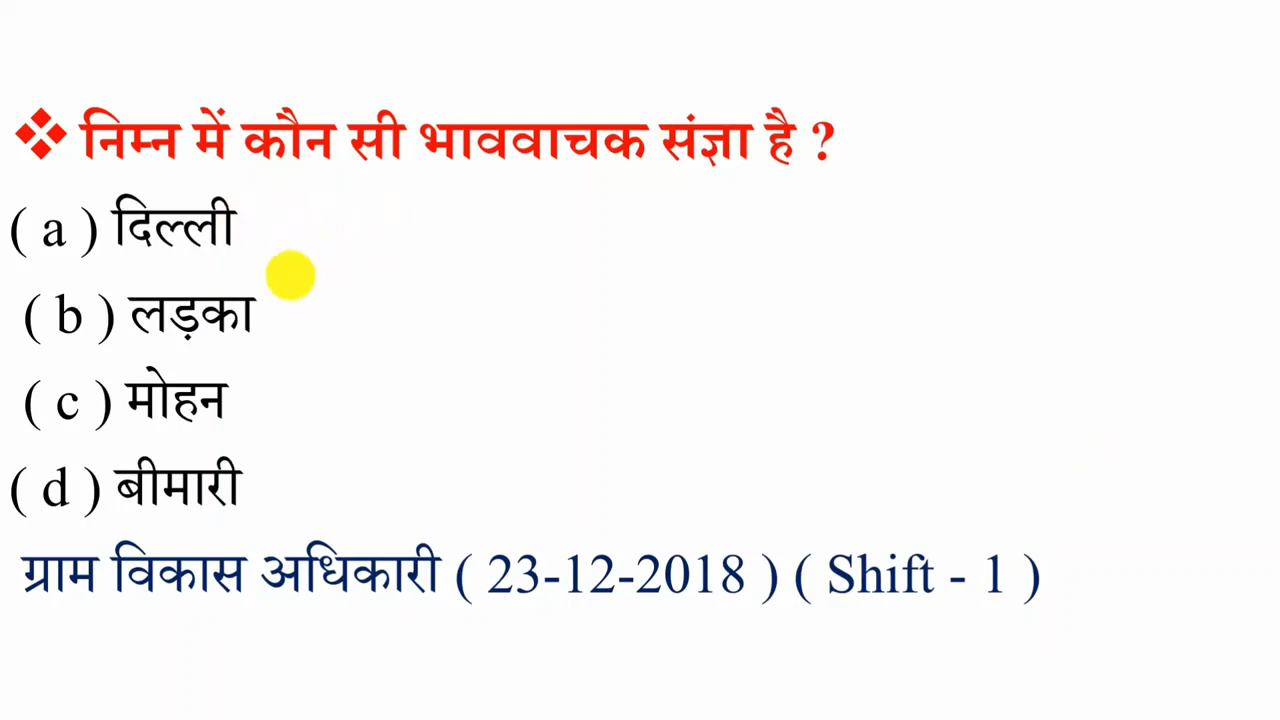 ❖ निम्न में कौन सी भाववाचक संज्ञा है ?
( a ) दिल्ली
( b ) लड़का
( c ) मोहन
( d ) बीमारी
ग्राम विकास अधिकारी ( 23-12-2018 ) ( Shift - 1 )